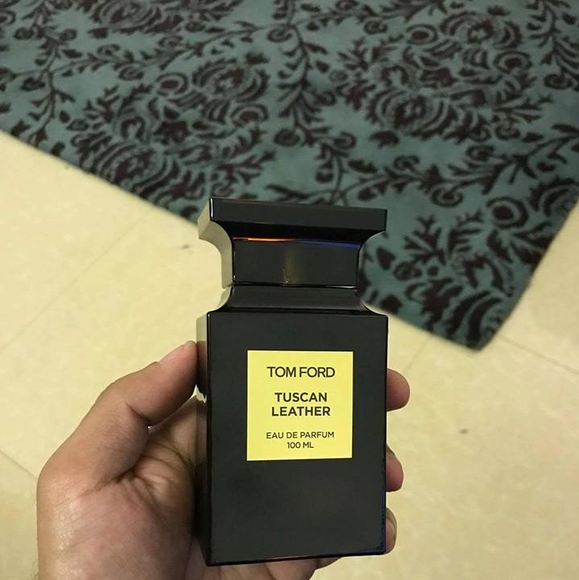 TOM FORD
TUSCAN
LEATHER
EAU DE PARFUM
100 ML